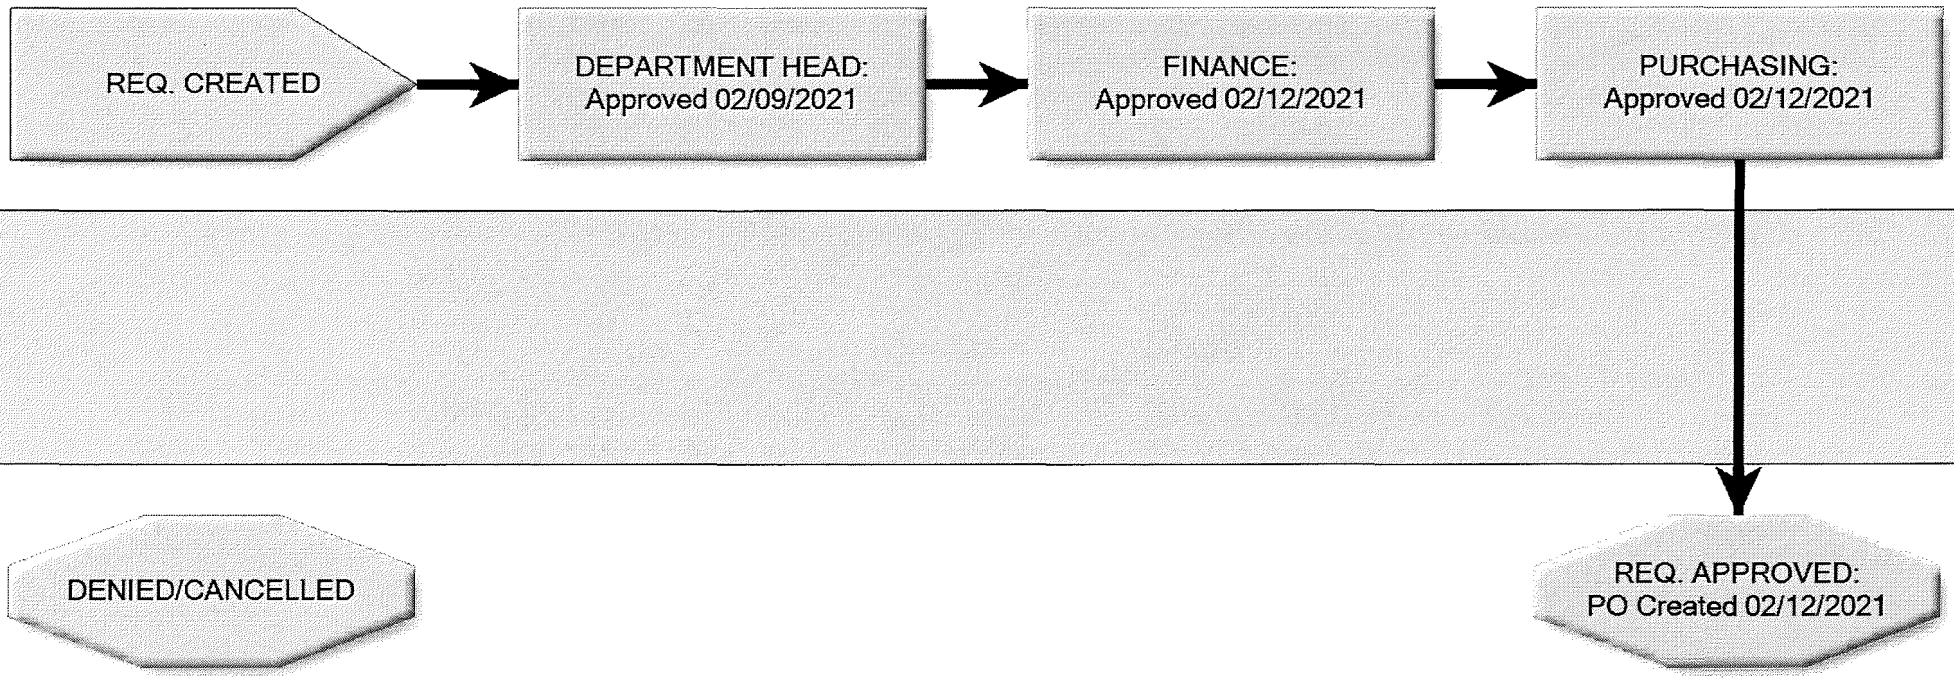 REQ. CREATED
DEPARTMENT HEAD:
Approved 02/09/2021
FINANCE:
Approved 02/12/2021
PURCHASING:
Approved 02/12/2021
DENIED/CANCELLED
REQ. APPROVED:
PO Created 02/12/2021